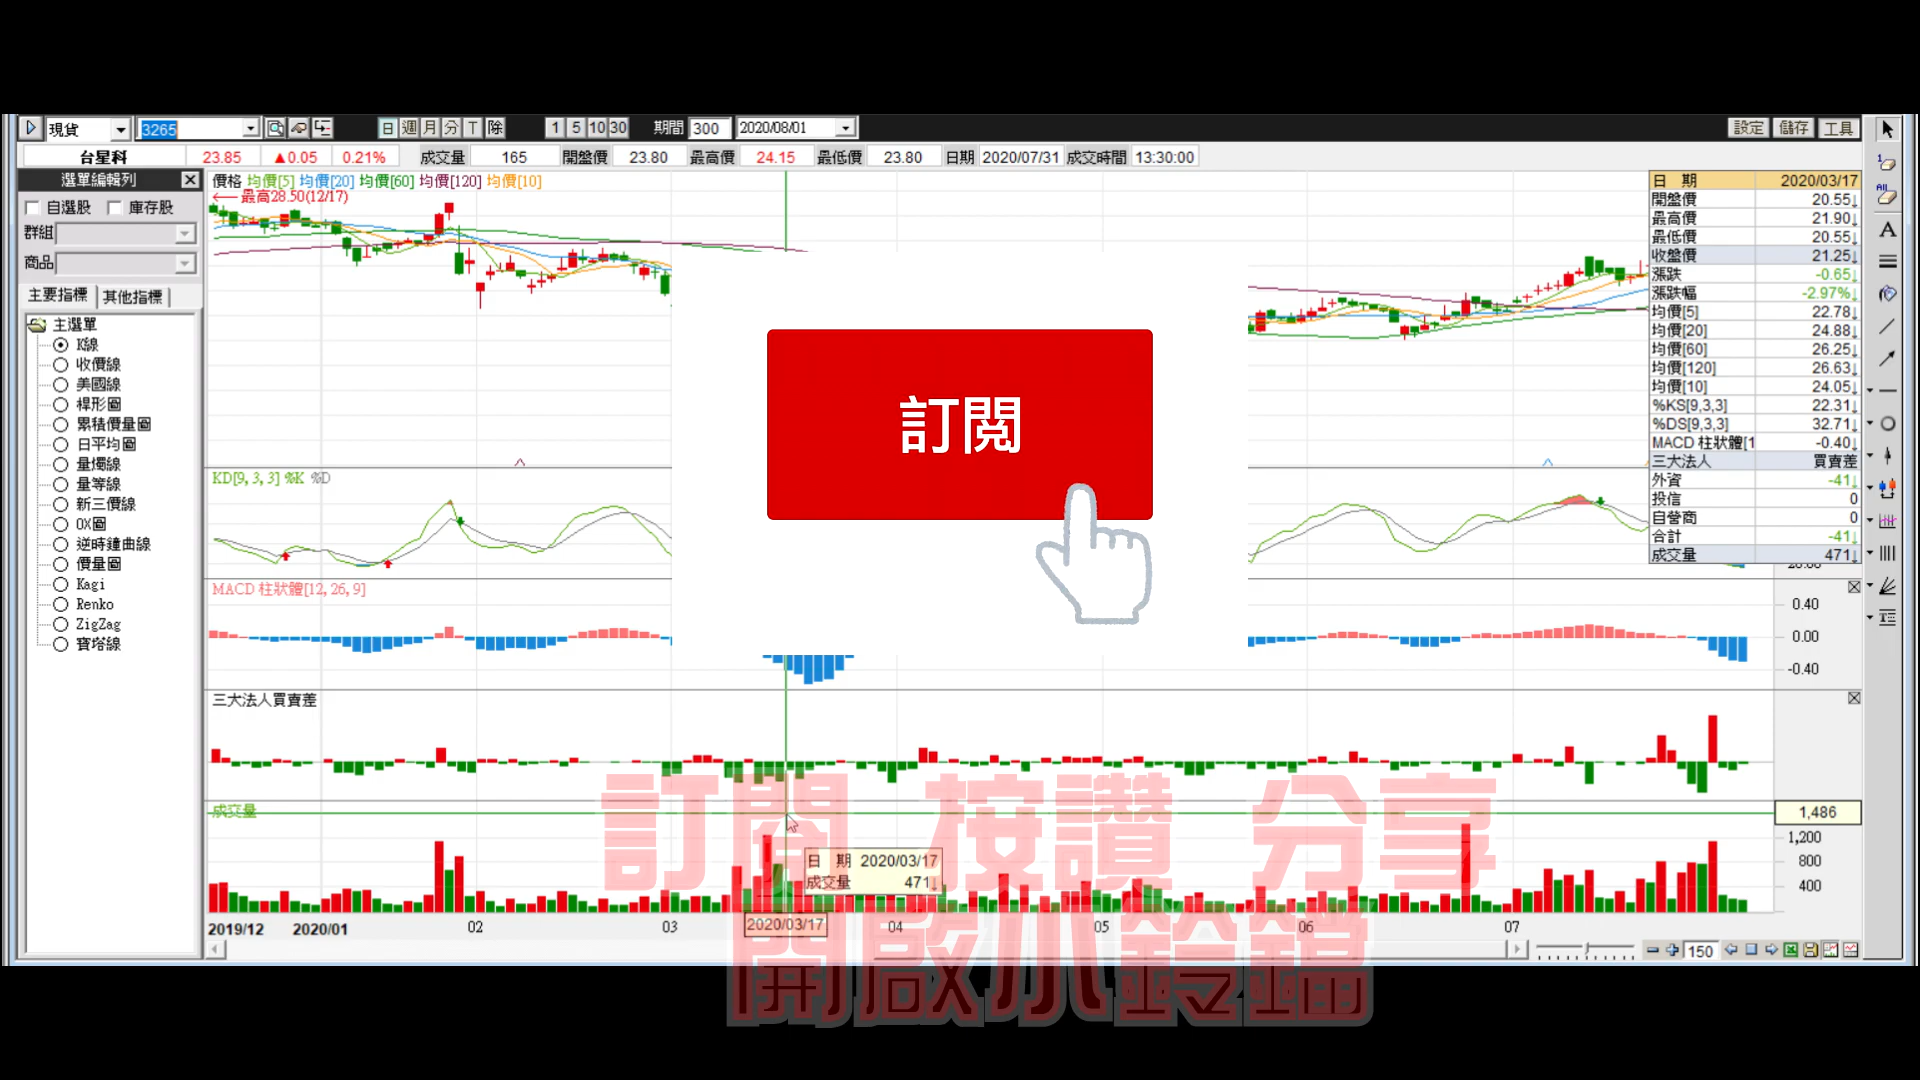 現貨 3265 日 週 月 分 T 除 1 5 10 30 期間 300 2020/08/01 設定 儲存 工具
台星科 23.85 ▲0.05 0.21% 成交量 165 開盤價 23.80 最高價 24.15 最低價 23.80 日期 2020/07/31 成交時間 13:30:00
選單編輯列
自選股 庫存股
群組
商品
主要指標 其他指標
主選單
K線
收價線
美國線
桿形圖
累積價量圖
日平均圖
量燭線
量等線
新三價線
OX圖
逆時鐘曲線
價量圖
Kagi
Renko
ZigZag
寶塔線
價格 均價[5] 均價[20] 均價[60] 均價[120] 均價[10]
最高28.50(12/17)
KD[9, 3, 3] %K %D
MACD 柱狀體[12, 26, 9]
三大法人買賣差
成交量
訂閱
日 期 2020/03/17
開盤價 20.55↓
最高價 21.90↓
最低價 20.55↓
收盤價 21.25↓
漲跌 -0.65↓
漲跌幅 -2.97%↓
均價[5] 22.78↓
均價[20] 24.88↓
均價[60] 26.25↓
均價[120] 26.63↓
均價[10] 24.05↓
%KS[9,3,3] 22.31↓
%DS[9,3,3] 32.71↓
MACD 柱狀體[1 -0.40↓
三大法人 買賣差
外資 -41↓
投信 0
自營商 0
合計 -41↓
成交量 471↓
0.40
0.00
-0.40
1,486
1,200
800
400
日 期 2020/03/17
成交量 471↓
訂閱 按讚 分享
開啟小鈴鐺
2019/12 2020/01 02 03 2020/03/17 04 05 06 07
150